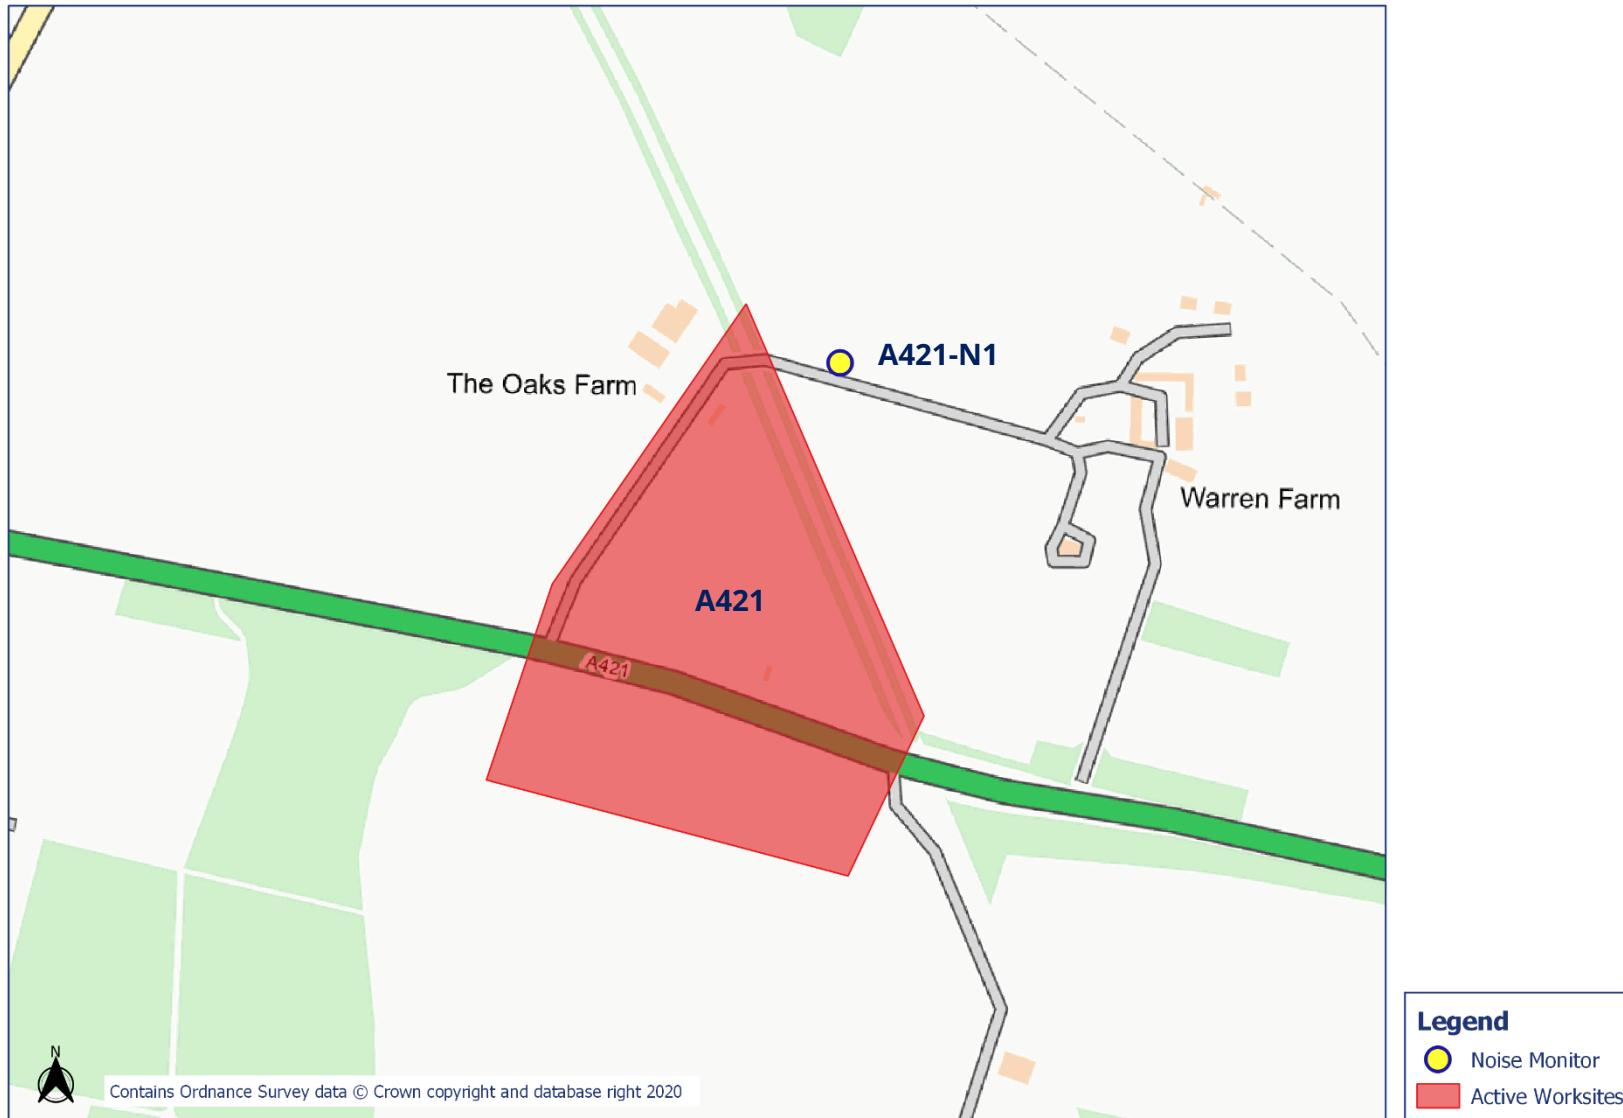 A421-N1
The Oaks Farm
Warren Farm
A421
A421
N
Contains Ordnance Survey data © Crown copyright and database right 2020
Legend
Noise Monitor
Active Worksites